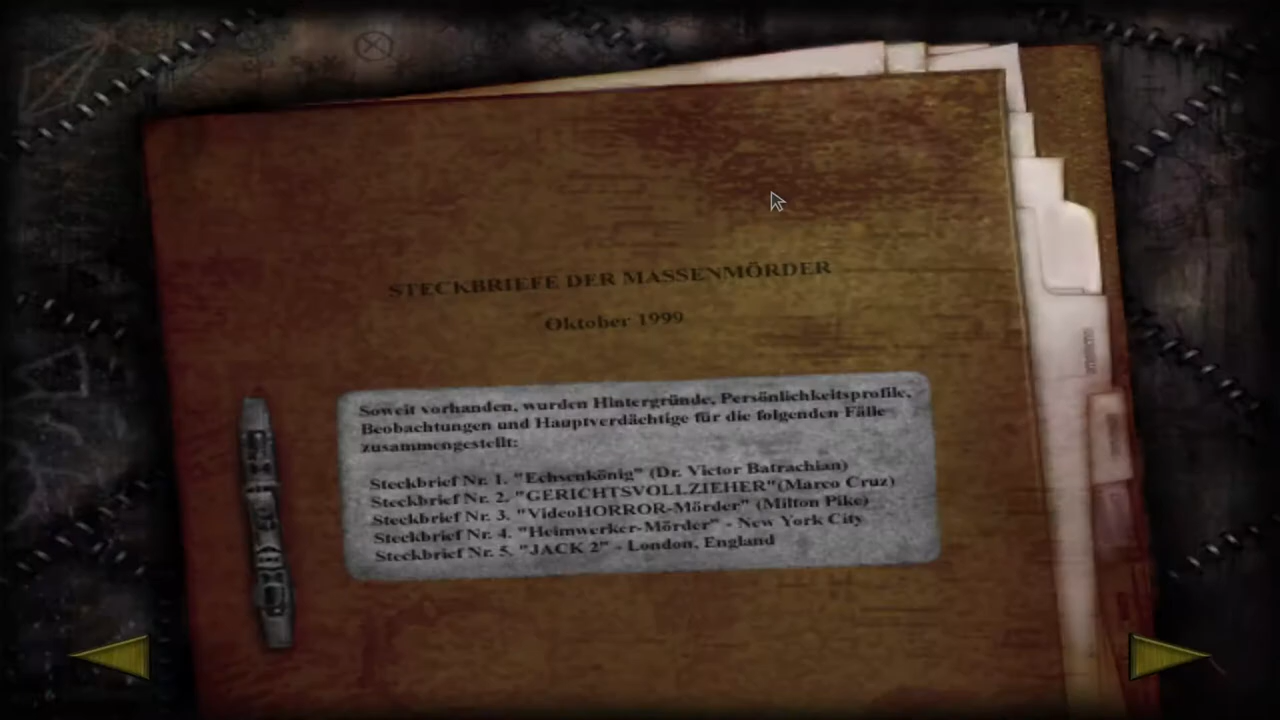 STECKBRIEFE DER MASSENMÖRDER
Oktober 1999
Soweit vorhanden, wurden Hintergründe, Persönlichkeitsprofile,
Beobachtungen und Hauptverdächtige für die folgenden Fälle
zusammengestellt:
Steckbrief Nr. 1. "Echsenkönig" (Dr. Victor Batrachian)
Steckbrief Nr. 2. "GERICHTSVOLLZIEHER"(Marco Cruz)
Steckbrief Nr. 3. "VideoHORROR-Mörder" (Milton Pike)
Steckbrief Nr. 4. "Heimwerker-Mörder" - New York City
Steckbrief Nr. 5. "JACK 2" - London, England